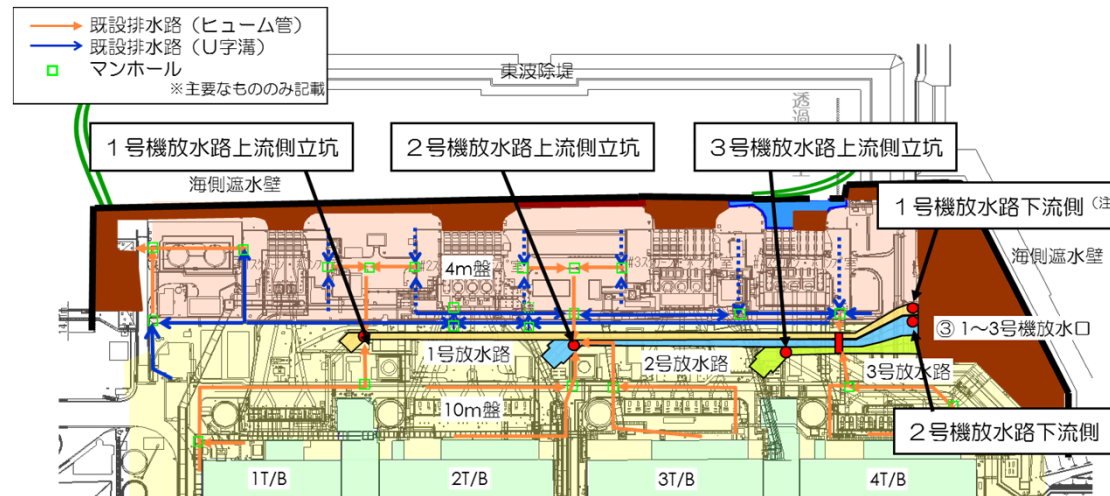 既設排水路（ヒューム管）
既設排水路（U字溝）
マンホール
※主要なもののみ記載
東波除堤
透過
1号機放水路上流側立坑
2号機放水路上流側立坑
3号機放水路上流側立坑
海側遮水壁
1号機放水路下流側（注
海側遮水壁
4m盤
③1～3号機放水口
1号放水路
2号放水路
3号放水路
10m盤
2号機放水路下流側
1T/B
2T/B
3T/B
4T/B